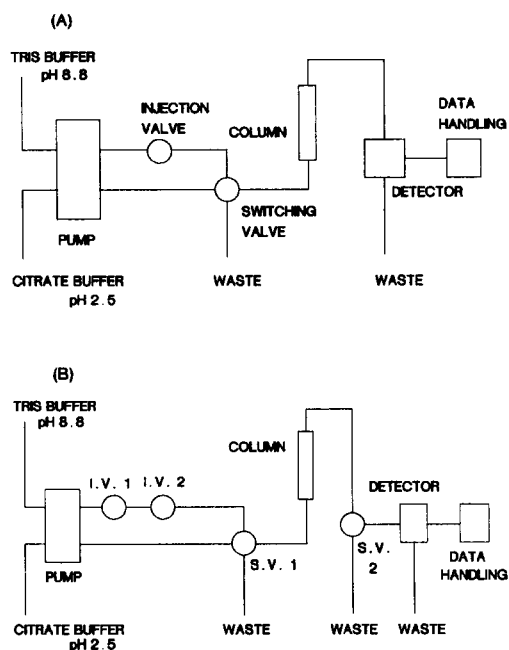 (A)
TRIS BUFFER
pH 8.8
INJECTION
VALVE
COLUMN
DATA
HANDLING
DETECTOR
SWITCHING
VALVE
PUMP
CITRATE BUFFER
pH 2.5
WASTE
WASTE
(B)
TRIS BUFFER
pH 8.8
COLUMN
I.V. 1
I.V. 2
DETECTOR
S.V. 1
S.V.
2
DATA
HANDLING
PUMP
CITRATE BUFFER
pH 2.5
WASTE
WASTE
WASTE